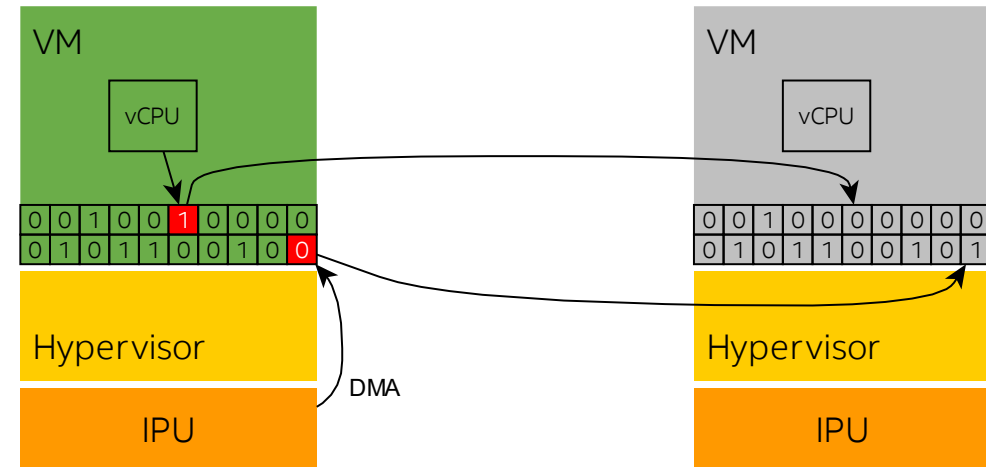 VM
vCPU
0 0 1 0 0 1 0 0 0 0
0 1 0 1 1 0 0 1 0 0
Hypervisor
DMA
IPU
VM
vCPU
0 0 1 0 0 0 0 0 0 0
0 1 0 1 1 0 0 1 0 1
Hypervisor
IPU